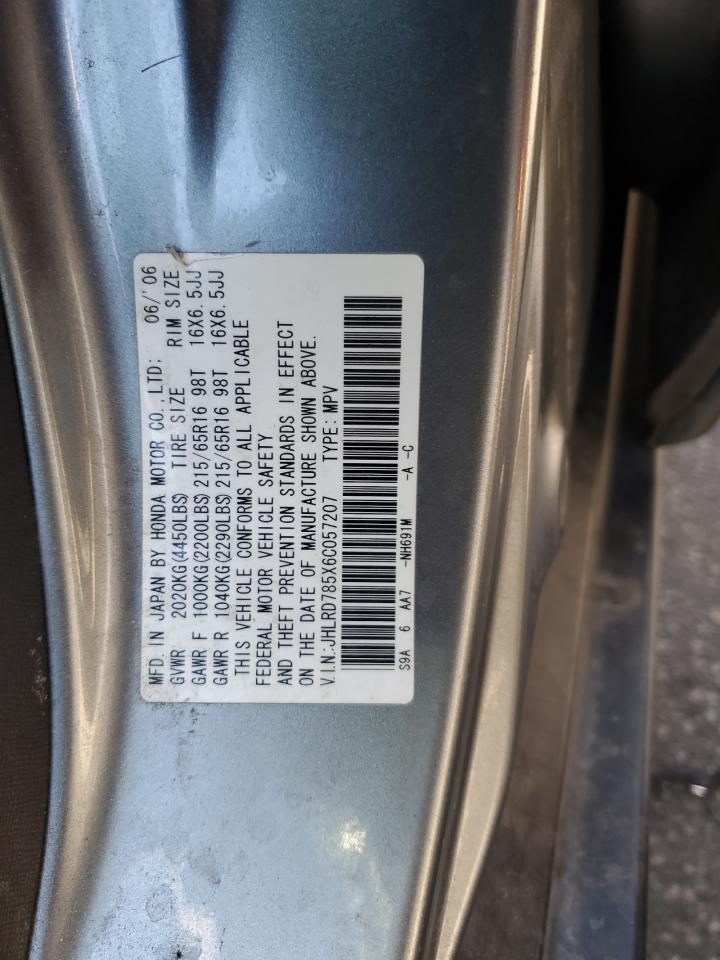 MFD. IN JAPAN BY HONDA MOTOR CO., LTD; 06/'06
GVWR 2020KG(4450LBS) TIRE SIZE RIM SIZE
GAWR F 1000KG(2200LBS) 215/65R16 98T 16X6.5JJ
GAWR R 1040KG(2290LBS) 215/65R16 98T 16X6.5JJ
THIS VEHICLE CONFORMS TO ALL APPLICABLE
FEDERAL MOTOR VEHICLE SAFETY
AND THEFT PREVENTION STANDARDS IN EFFECT
ON THE DATE OF MANUFACTURE SHOWN ABOVE.
V.I.N:JHLRD785X6C057207 TYPE: MPV
S9A 6 AA7 -NH691M -A -C